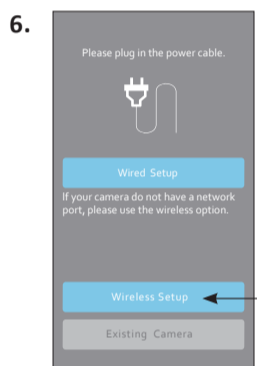 6.
Please plug in the power cable.
Wired Setup
If your camera do not have a network
port, please use the wireless option.
Wireless Setup
Existing Camera